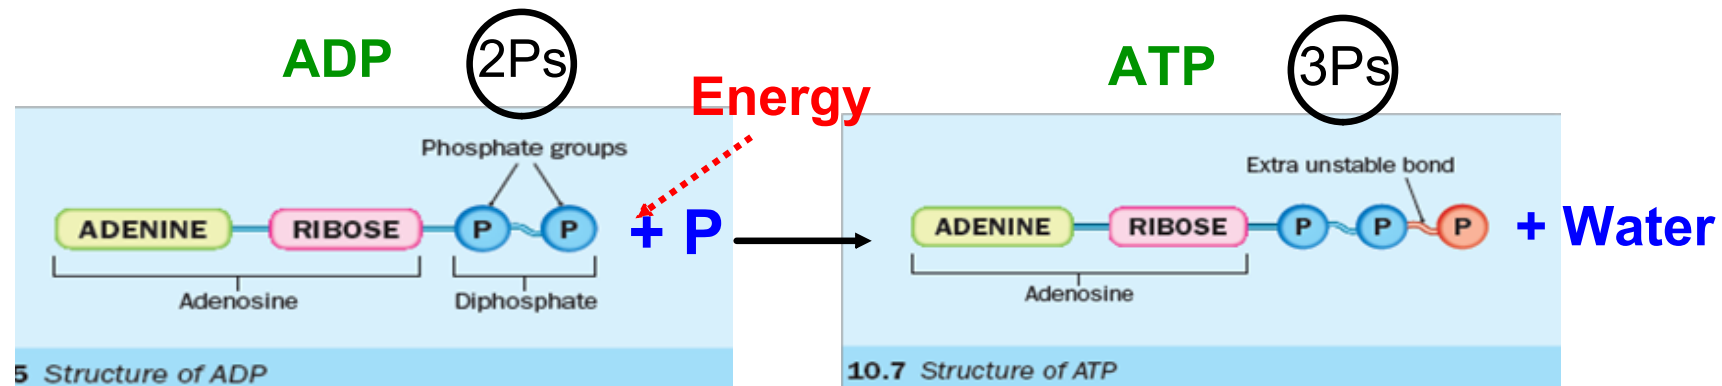 ADP 2Ps
Energy
ATP 3Ps
Phosphate groups
ADENINE RIBOSE P P + P
Adenosine Diphosphate
5 Structure of ADP
Extra unstable bond
ADENINE RIBOSE P P P + Water
Adenosine
10.7 Structure of ATP